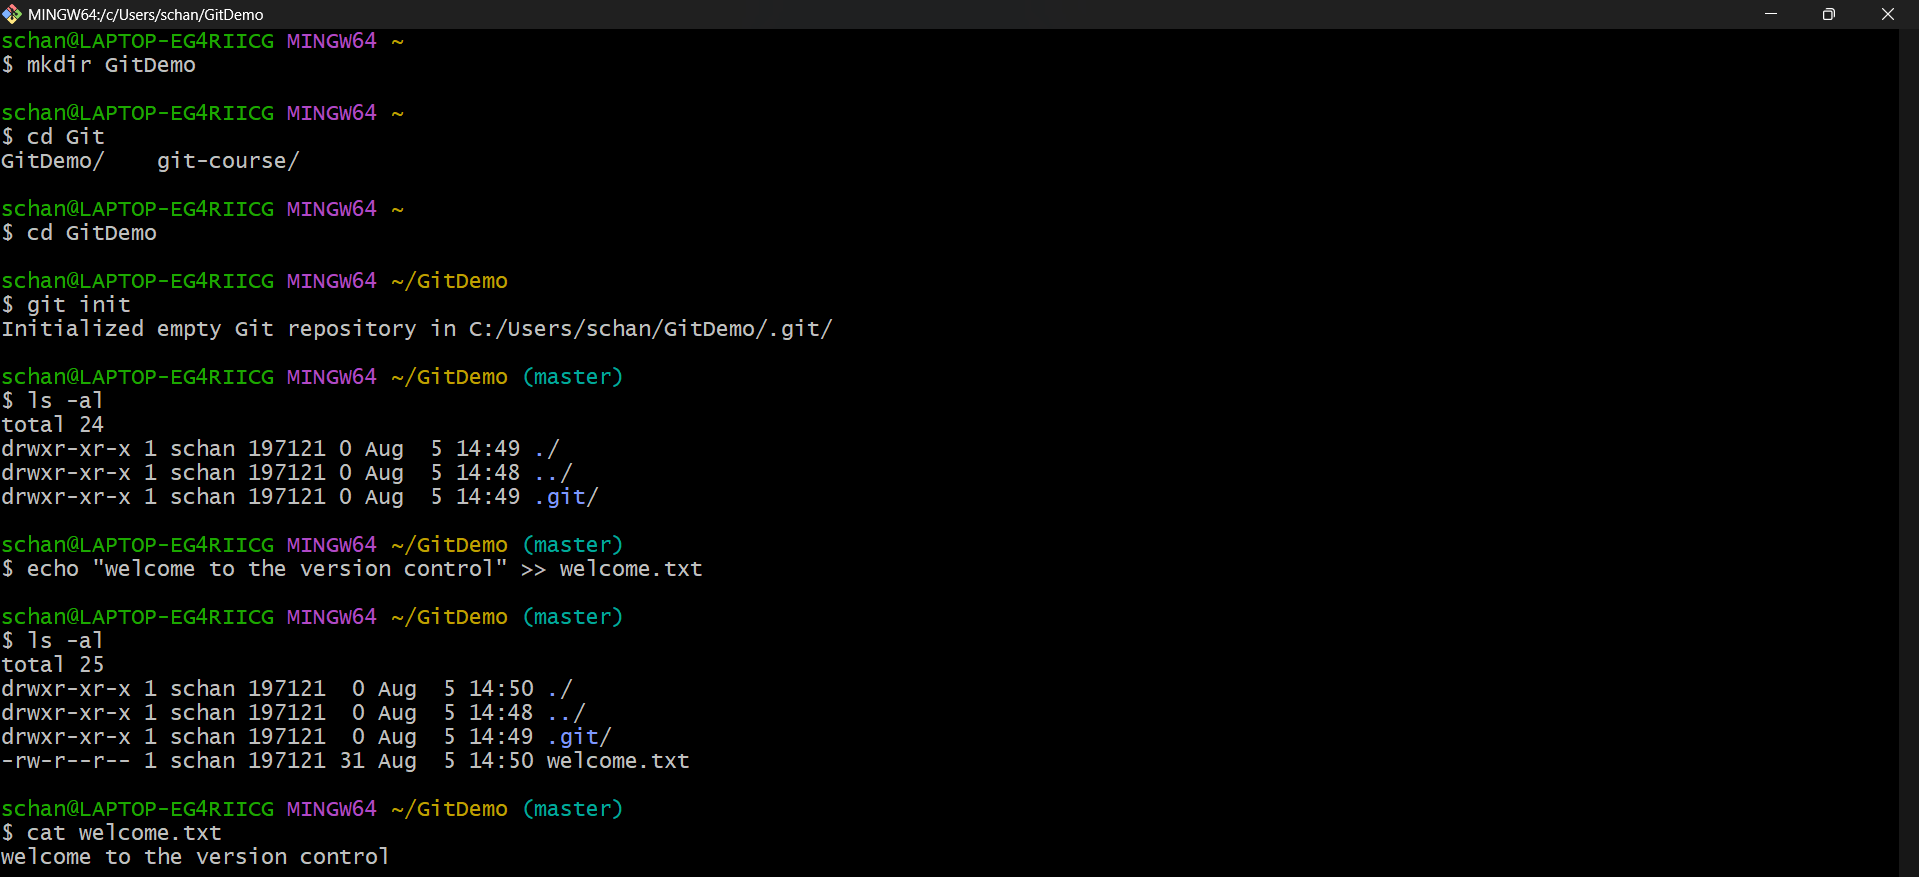 MINGW64:/c/Users/schan/GitDemo
schan@LAPTOP-EG4RIICG MINGW64 ~
$ mkdir GitDemo
schan@LAPTOP-EG4RIICG MINGW64 ~
$ cd Git
GitDemo/    git-course/
schan@LAPTOP-EG4RIICG MINGW64 ~
$ cd GitDemo
schan@LAPTOP-EG4RIICG MINGW64 ~/GitDemo
$ git init
Initialized empty Git repository in C:/Users/schan/GitDemo/.git/
schan@LAPTOP-EG4RIICG MINGW64 ~/GitDemo (master)
$ ls -al
total 24
drwxr-xr-x 1 schan 197121 0 Aug  5 14:49 ./
drwxr-xr-x 1 schan 197121 0 Aug  5 14:48 ../
drwxr-xr-x 1 schan 197121 0 Aug  5 14:49 .git/
schan@LAPTOP-EG4RIICG MINGW64 ~/GitDemo (master)
$ echo "welcome to the version control" >> welcome.txt
schan@LAPTOP-EG4RIICG MINGW64 ~/GitDemo (master)
$ ls -al
total 25
drwxr-xr-x 1 schan 197121  0 Aug  5 14:50 ./
drwxr-xr-x 1 schan 197121  0 Aug  5 14:48 ../
drwxr-xr-x 1 schan 197121  0 Aug  5 14:49 .git/
-rw-r--r-- 1 schan 197121 31 Aug  5 14:50 welcome.txt
schan@LAPTOP-EG4RIICG MINGW64 ~/GitDemo (master)
$ cat welcome.txt
welcome to the version control